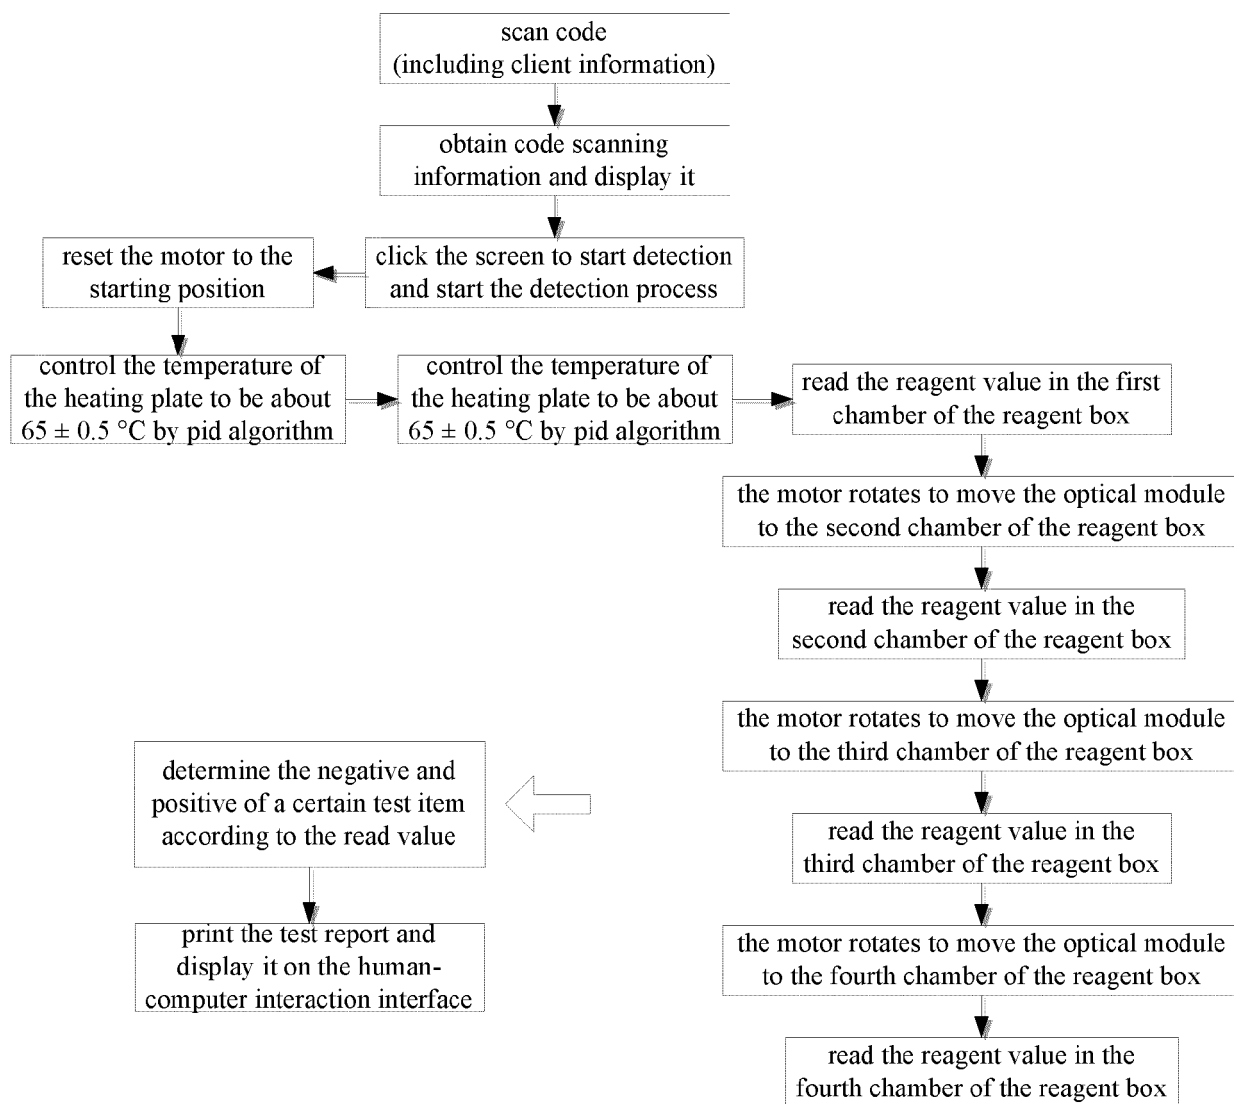 scan code
(including client information)
obtain code scanning
information and display it
click the screen to start detection
and start the detection process
reset the motor to the
starting position
control the temperature of
the heating plate to be about
65 ± 0.5 °C by pid algorithm
control the temperature of
the heating plate to be about
65 ± 0.5 °C by pid algorithm
read the reagent value in the first
chamber of the reagent box
the motor rotates to move the optical module
to the second chamber of the reagent box
read the reagent value in the
second chamber of the reagent box
the motor rotates to move the optical module
to the third chamber of the reagent box
read the reagent value in the
third chamber of the reagent box
the motor rotates to move the optical module
to the fourth chamber of the reagent box
read the reagent value in the
fourth chamber of the reagent box
determine the negative and
positive of a certain test item
according to the read value
print the test report and
display it on the human-
computer interaction interface